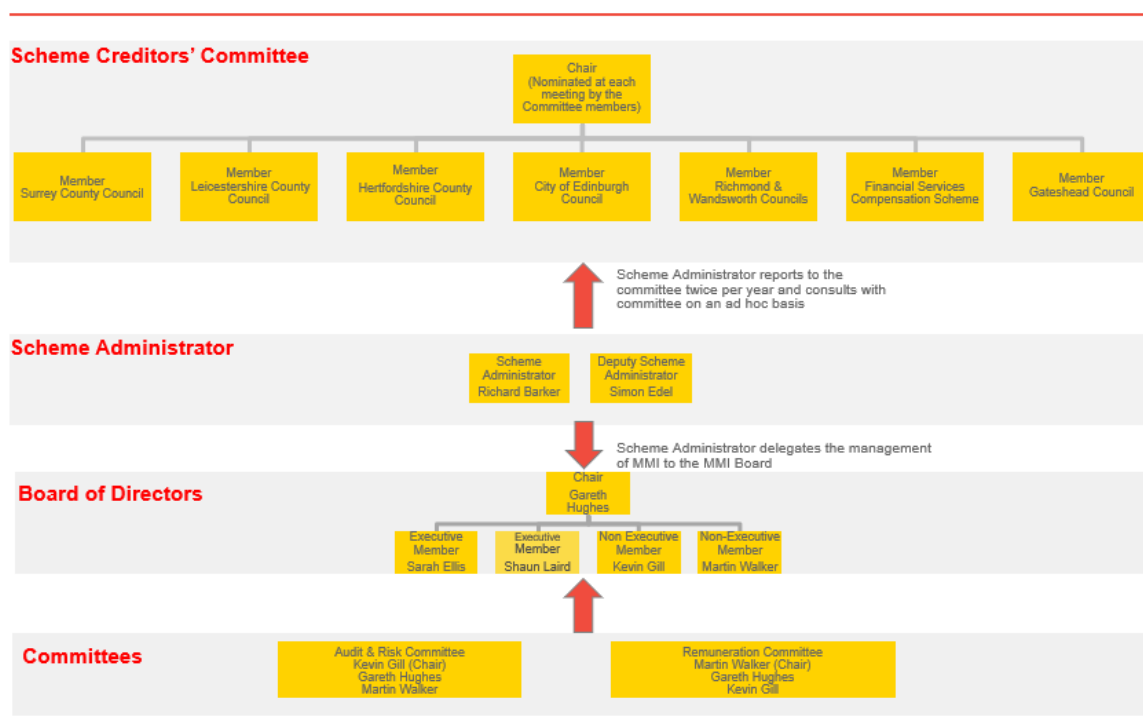 Scheme Creditors' Committee
Chair
(Nominated at each
meeting by the
Committee members)
Member
Surrey County Council
Member
Leicestershire County
Council
Member
Hertfordshire County
Council
Member
City of Edinburgh
Council
Member
Richmond &
Wandsworth Councils
Member
Financial Services
Compensation Scheme
Member
Gateshead Council
Scheme Administrator reports to the
committee twice per year and consults with
committee on an ad hoc basis
Scheme Administrator
Scheme
Administrator
Richard Barker
Deputy Scheme
Administrator
Simon Edel
Scheme Administrator delegates the management
of MMI to the MMI Board
Board of Directors
Chair
Gareth
Hughes
Executive
Member
Sarah Ellis
Executive
Member
Shaun Laird
Non Executive
Member
Kevin Gill
Non-Executive
Member
Martin Walker
Committees
Audit & Risk Committee
Kevin Gill (Chair)
Gareth Hughes
Martin Walker
Remuneration Committee
Martin Walker (Chair)
Gareth Hughes
Kevin Gill